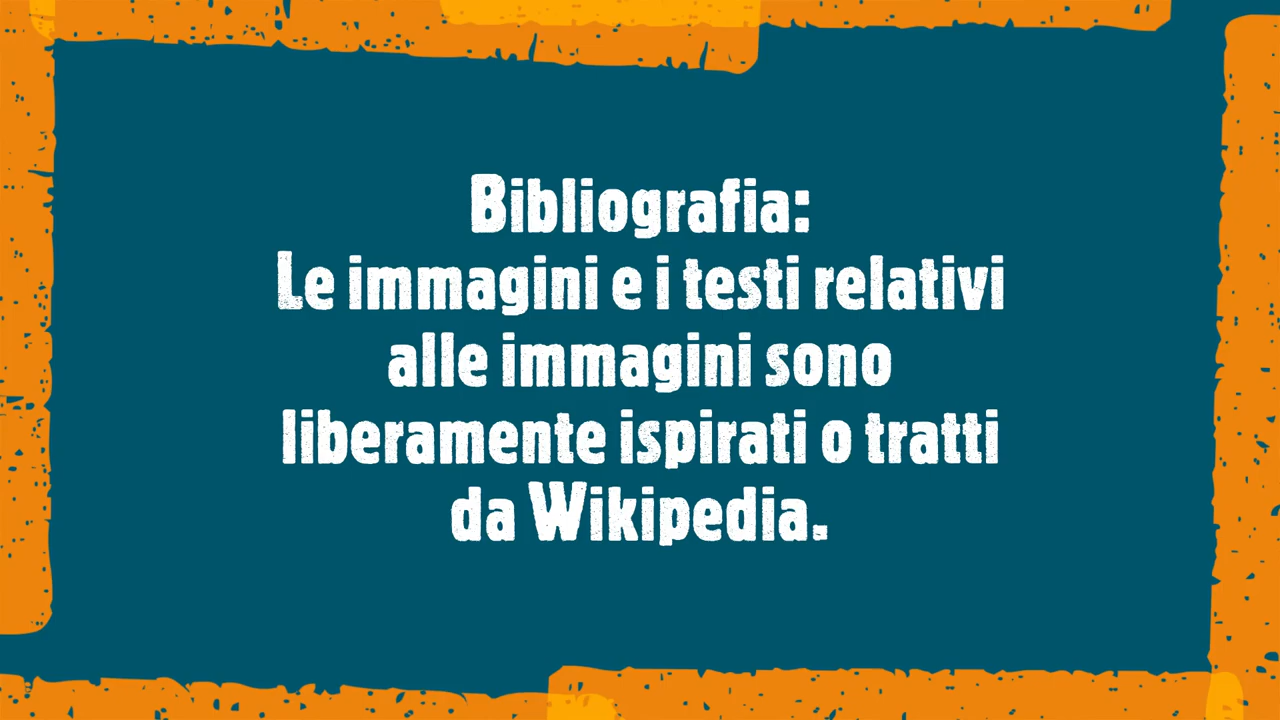 Bibliografia:
Le immagini e i testi relativi
alle immagini sono
liberamente ispirati o tratti
da Wikipedia.